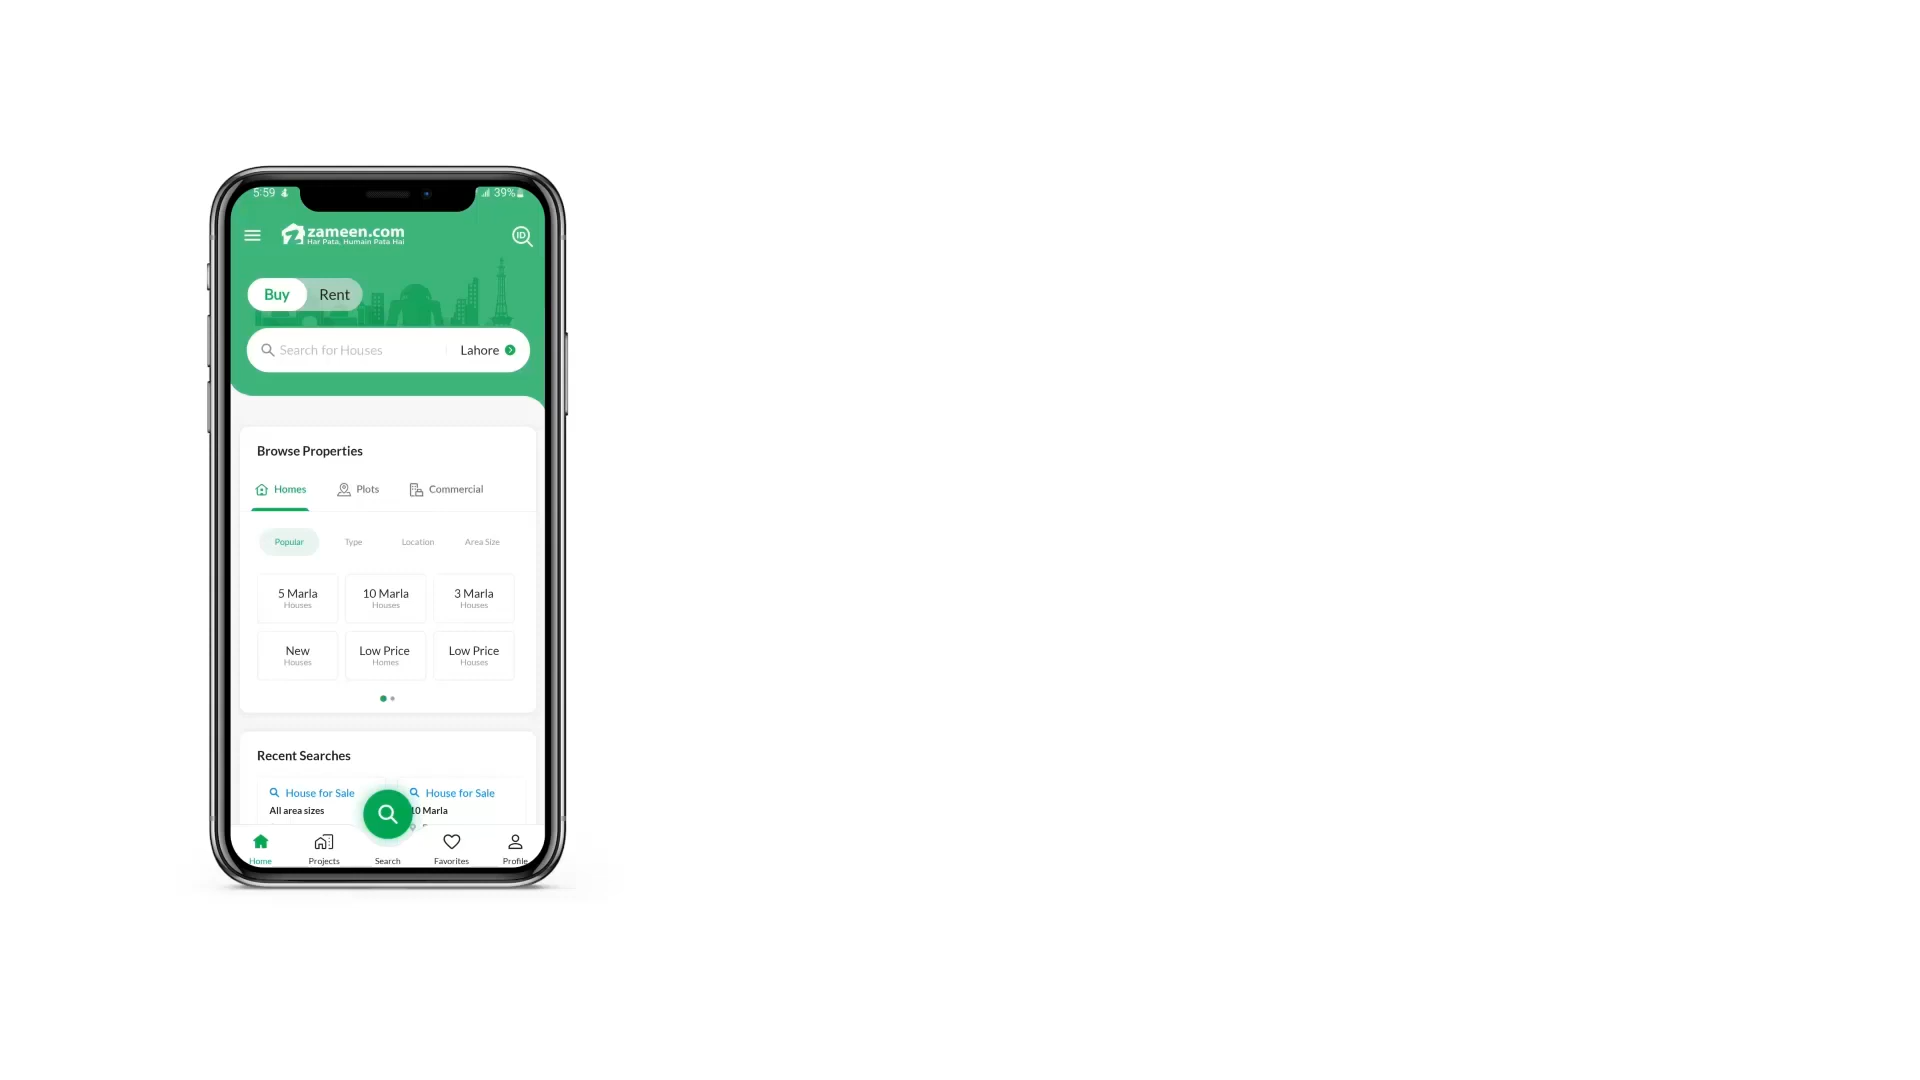 5:59
39%
zameen.com
Har Pata, Humain Pata Hai
ID
Buy Rent
Search for Houses Lahore
Browse Properties
Homes Plots Commercial
Popular Type Location Area Size
5 Marla 10 Marla 3 Marla
Houses Houses Houses
New Low Price Low Price
Houses Homes Houses
Recent Searches
House for Sale House for Sale
All area sizes 10 Marla
Home Projects Search Favorites Profile